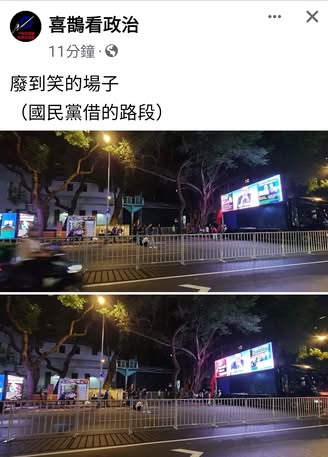 喜鵲看政治
11分鐘·
廢到笑的場子
（國民黨借的路段）